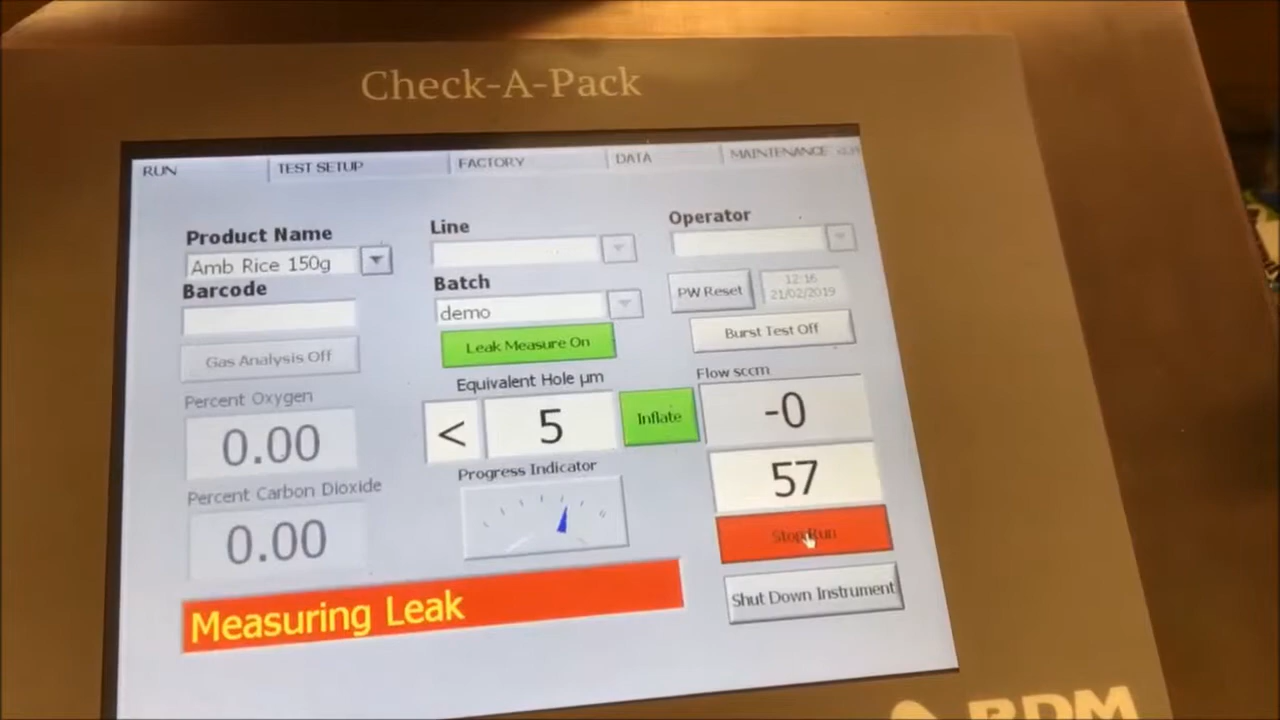 Check-A-Pack
RUN TEST SETUP FACTORY DATA MAINTENANCE
Product Name Line Operator
Amb Rice 150g
Barcode Batch PW Reset 12:16
21/02/2019
demo
Gas Analysis Off Leak Measure On Burst Test Off
Percent Oxygen Equivalent Hole µm Flow sccm
0.00 < 5 Inflate -0
Percent Carbon Dioxide Progress Indicator 57
0.00 Stop Run
Measuring Leak Shut Down Instrument